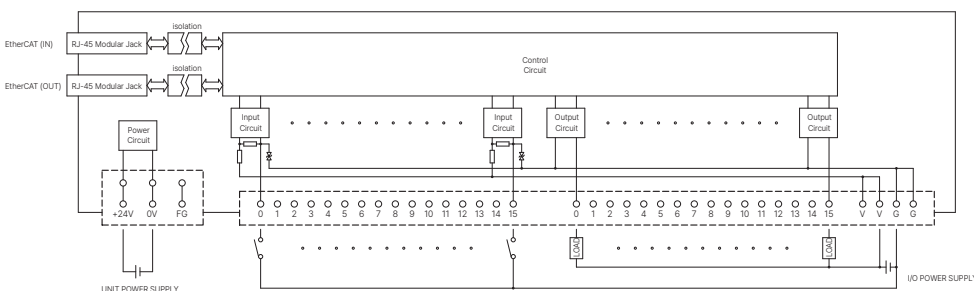 isolation
EtherCAT (IN)
RJ-45 Modular Jack
Control
Circuit
isolation
EtherCAT (OUT)
RJ-45 Modular Jack
Input
Circuit
Input
Circuit
Output
Circuit
Output
Circuit
Power
Circuit
+24V 0V FG
0 1 2 3 4 5 6 7 8 9 10 11 12 13 14 15
0 1 2 3 4 5 6 7 8 9 10 11 12 13 14 15
V V G G
LOAD
LOAD
I/O POWER SUPPLY
UNIT POWER SUPPLY